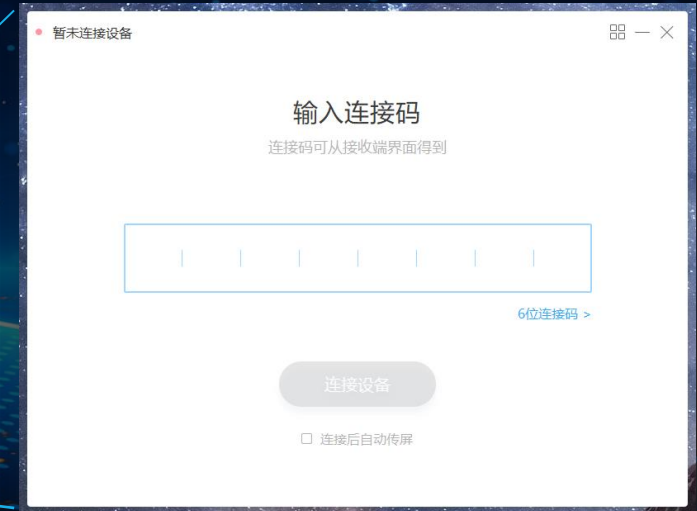 暂未连接设备
输入连接码
连接码可从接收端界面得到
6位连接码 >
连接设备
连接后自动传屏